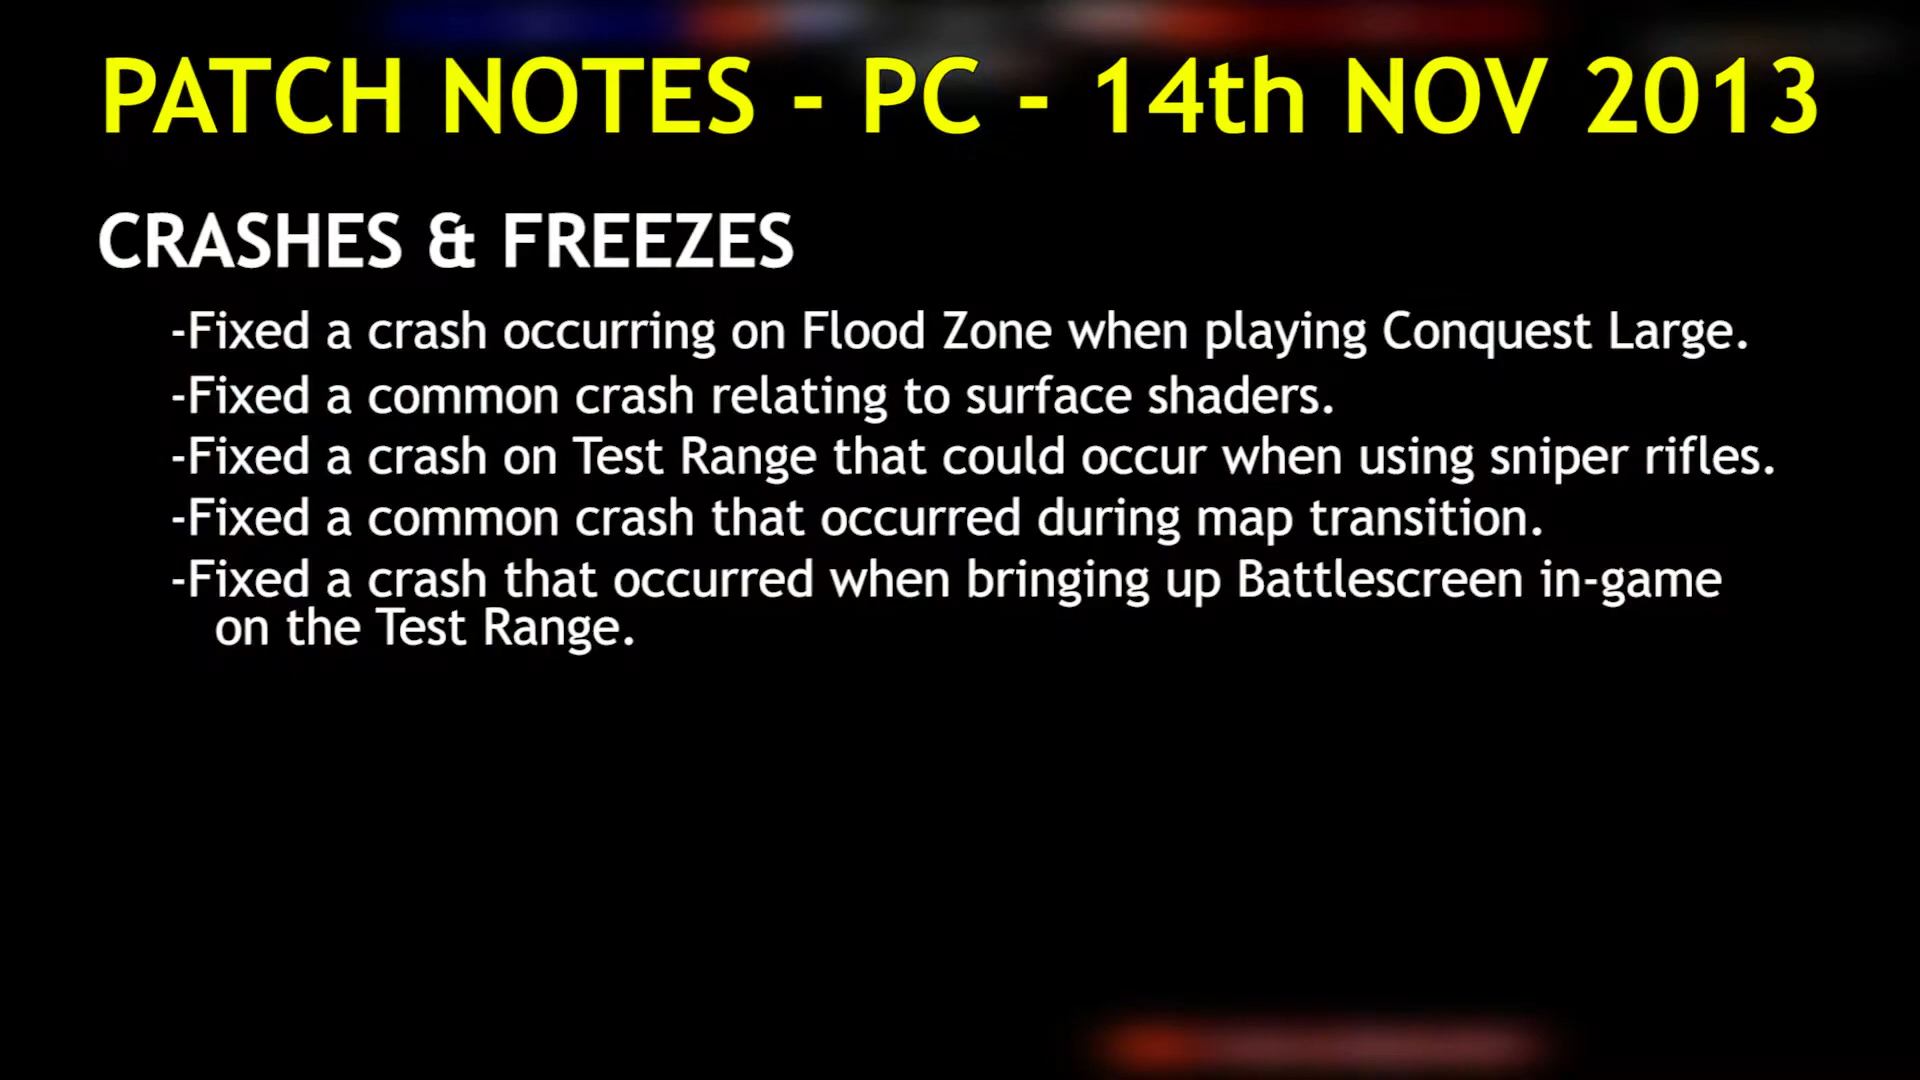 PATCH NOTES - PC - 14th NOV 2013
CRASHES & FREEZES
-Fixed a crash occurring on Flood Zone when playing Conquest Large.
-Fixed a common crash relating to surface shaders.
-Fixed a crash on Test Range that could occur when using sniper rifles.
-Fixed a common crash that occurred during map transition.
-Fixed a crash that occurred when bringing up Battlescreen in-game
on the Test Range.